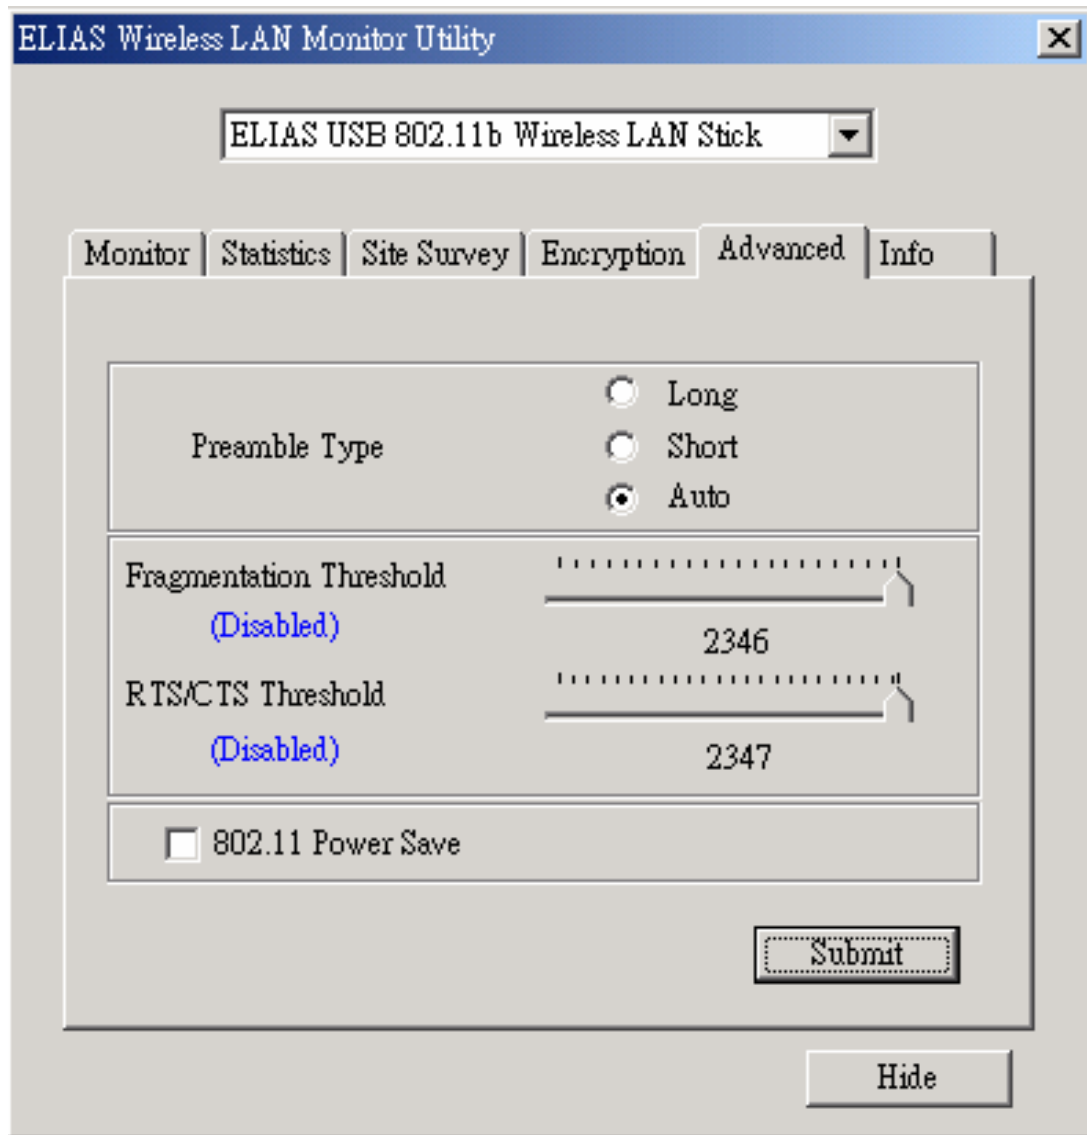 ELIAS Wireless LAN Monitor Utility
ELIAS USB 802.11b Wireless LAN Stick
Monitor
Statistics
Site Survey
Encryption
Advanced
Info
Preamble Type
Long
Short
Auto
Fragmentation Threshold
(Disabled)
2346
RTS/CTS Threshold
(Disabled)
2347
802.11 Power Save
Submit
Hide